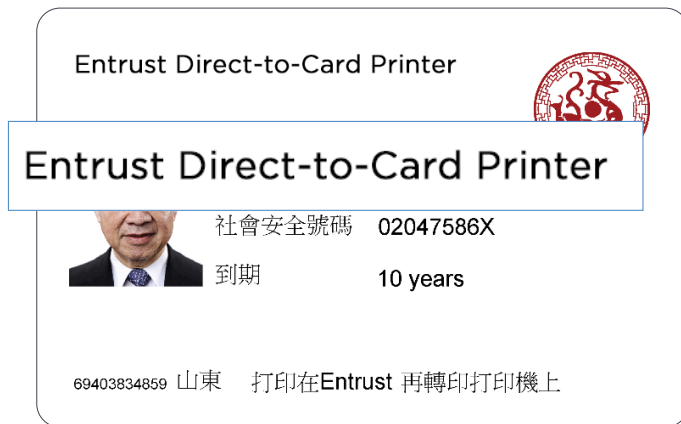 Entrust Direct-to-Card Printer
Entrust Direct-to-Card Printer
社會安全號碼 02047586X
到期 10 years
69403834859 山東 打印在Entrust 再轉印打印機上